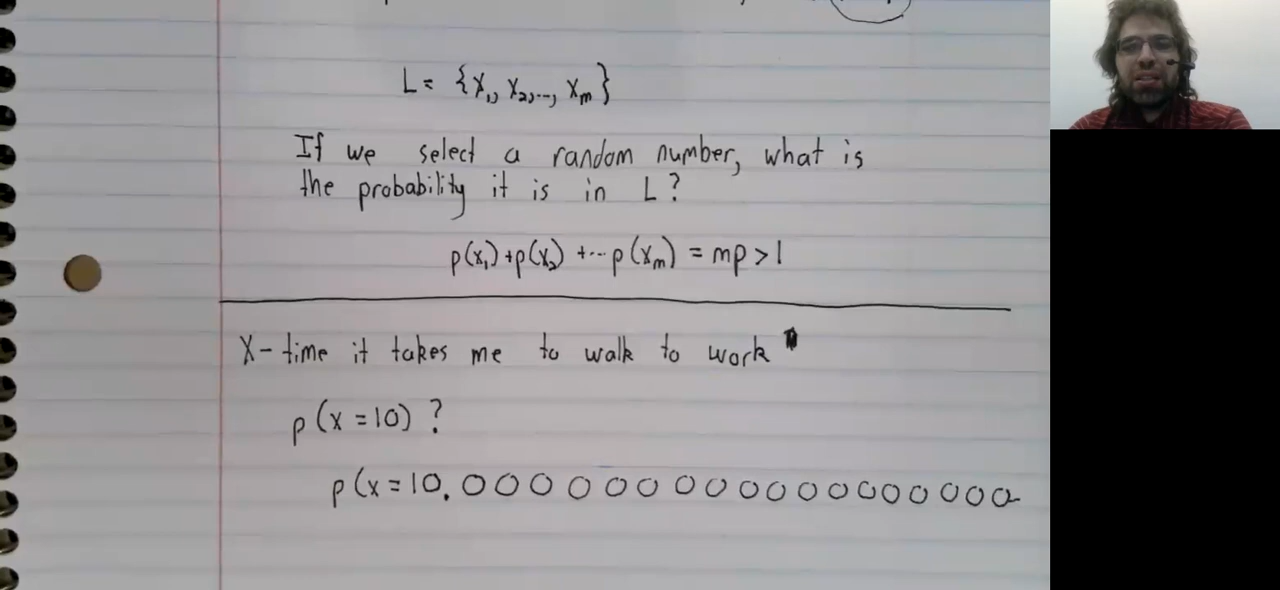 L = {x₁, x₂,..., xₘ}
If we select a random number, what is
the probability it is in L?
p(x₁)+p(x₂) +... p(xₘ) = mp > 1
X - time it takes me to walk to work
p(x = 10) ?
p(x = 10.000000000000000000